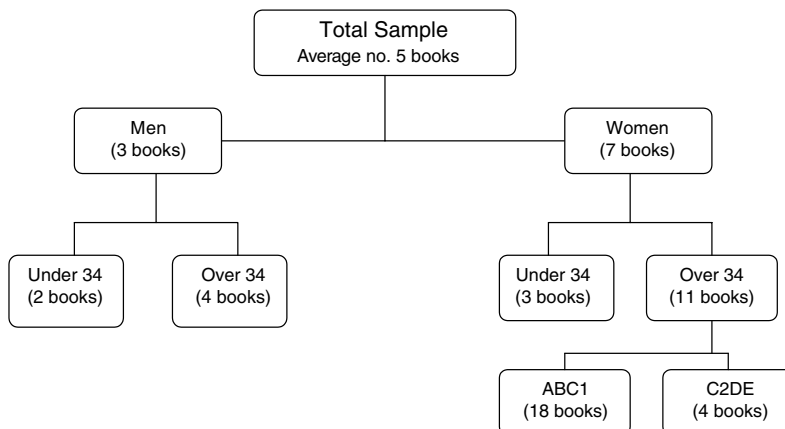 Total Sample
Average no. 5 books
Men
(3 books)
Women
(7 books)
Under 34
(2 books)
Over 34
(4 books)
Under 34
(3 books)
Over 34
(11 books)
ABC1
(18 books)
C2DE
(4 books)